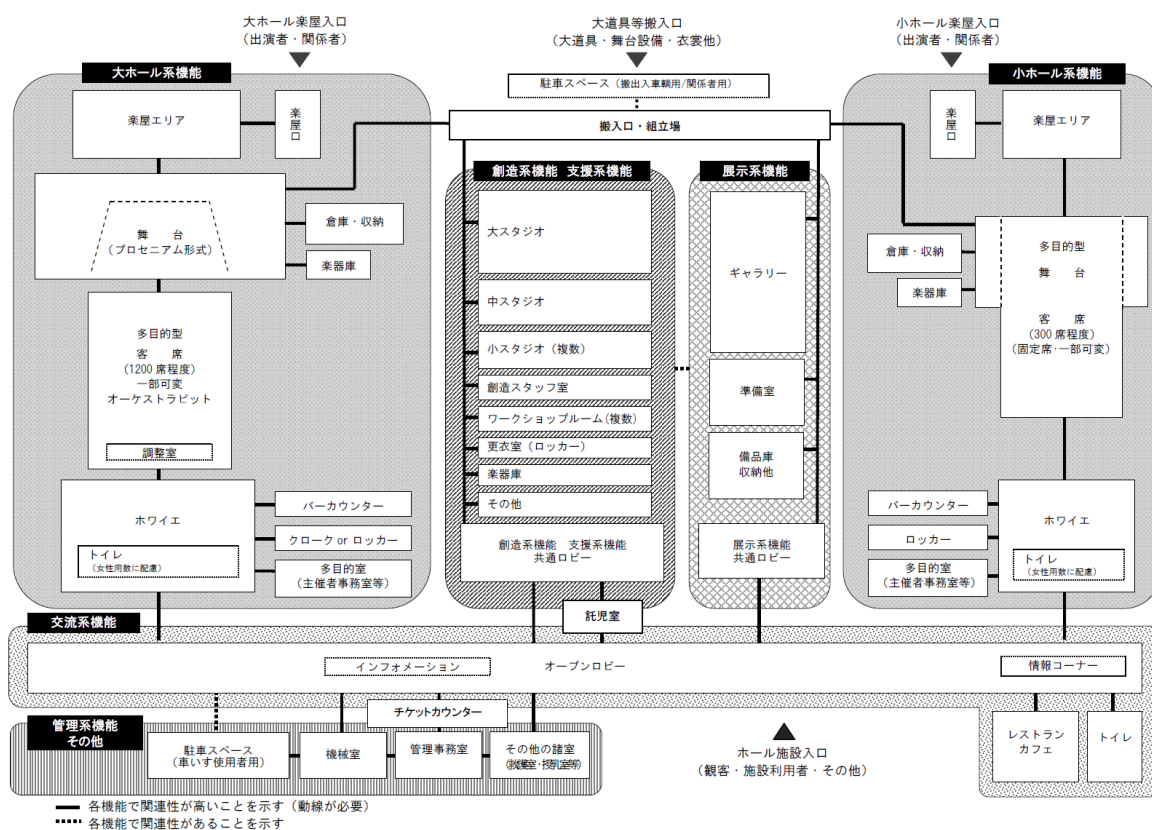 大ホール楽屋入口
（出演者・関係者）
大道具等搬入口
（大道具・舞台設備・衣裳他）
小ホール楽屋入口
（出演者・関係者）
大ホール系機能
楽屋エリア
楽屋口
舞　台
（プロセニアム形式）
倉庫・収納
楽器庫
多目的型
客　席
（1200 席程度）
一部可変
オーケストラピット
調整室
ホワイエ
トイレ
（女性用数に配慮）
バーカウンター
クローク or ロッカー
多目的室
（主催者事務室等）
駐車スペース（搬出入車輌用/関係者用）
搬入口・組立場
創造系機能 支援系機能
大スタジオ
中スタジオ
小スタジオ（複数）
創造スタッフ室
ワークショップルーム（複数）
更衣室（ロッカー）
楽器庫
その他
創造系機能　支援系機能
共通ロビー
託児室
展示系機能
ギャラリー
準備室
備品庫
収納他
展示系機能
共通ロビー
小ホール系機能
楽屋口
楽屋エリア
倉庫・収納
楽器庫
多目的型
舞　台
客　席
（300 席程度）
（固定席・一部可変）
バーカウンター
ロッカー
多目的室
（主催者事務室等）
ホワイエ
トイレ
（女性用数に配慮）
交流系機能
インフォメーション
オープンロビー
情報コーナー
チケットカウンター
レストラン
カフェ
トイレ
管理系機能
その他
駐車スペース
（車いす使用者用）
機械室
管理事務室
その他の諸室
（救護室・授乳室等）
ホール施設入口
（観客・施設利用者・その他）
各機能で関連性が高いことを示す（動線が必要）
各機能で関連性があることを示す